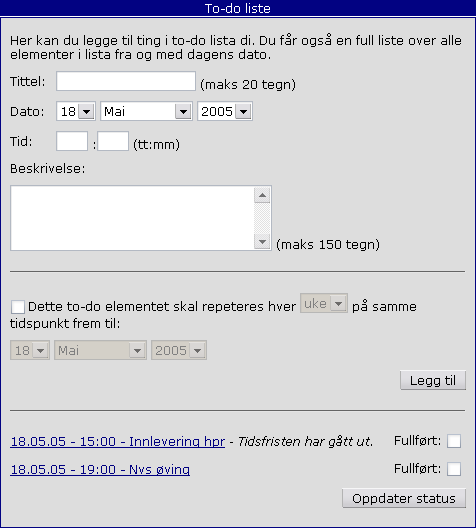 To-do liste
Her kan du legge til ting i to-do lista di. Du får også en full liste over alle
elementer i lista fra og med dagens dato.
Tittel: (maks 20 tegn)
Dato: 18 Mai 2005
Tid: : (tt:mm)
Beskrivelse:
(maks 150 tegn)
Dette to-do elementet skal repeteres hver uke på samme
tidspunkt frem til:
18 Mai 2005
Legg til
18.05.05 - 15:00 - Innlevering hpr - Tidsfristen har gått ut. Fullført:
18.05.05 - 19:00 - Nvs øving Fullført:
Oppdater status